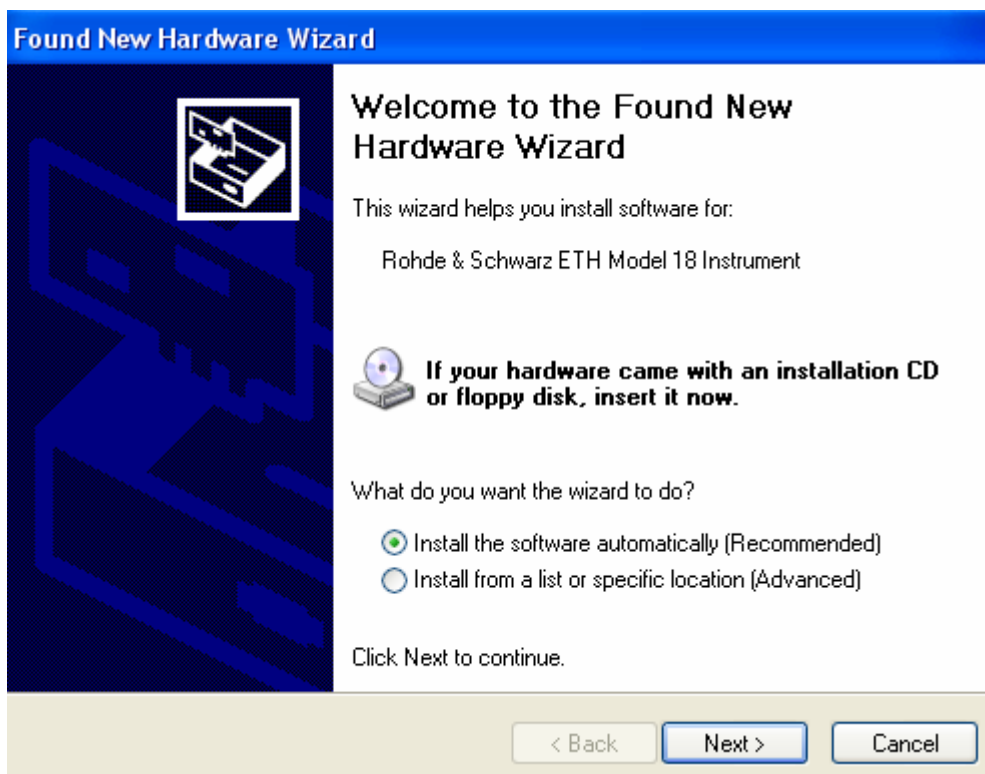 Found New Hardware Wizard
Welcome to the Found New
Hardware Wizard
This wizard helps you install software for:
Rohde & Schwarz ETH Model 18 Instrument
If your hardware came with an installation CD
or floppy disk, insert it now.
What do you want the wizard to do?
Install the software automatically (Recommended)
Install from a list or specific location (Advanced)
Click Next to continue.
< Back Next > Cancel